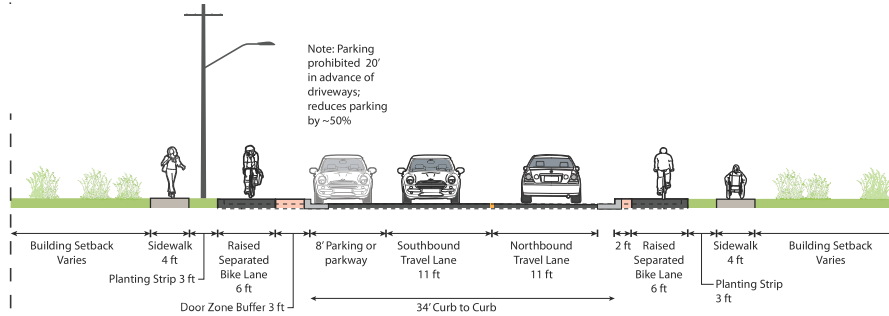 Note: Parking
prohibited 20’
in advance of
driveways;
reduces parking
by ~50%
Building Setback
Varies
Sidewalk
4 ft
Planting Strip 3 ft
Raised
Separated
Bike Lane
6 ft
Door Zone Buffer 3 ft
8’ Parking or
parkway
Southbound
Travel Lane
11 ft
Northbound
Travel Lane
11 ft
34’ Curb to Curb
2 ft
Raised
Separated
Bike Lane
6 ft
Planting Strip
3 ft
Sidewalk
4 ft
Building Setback
Varies